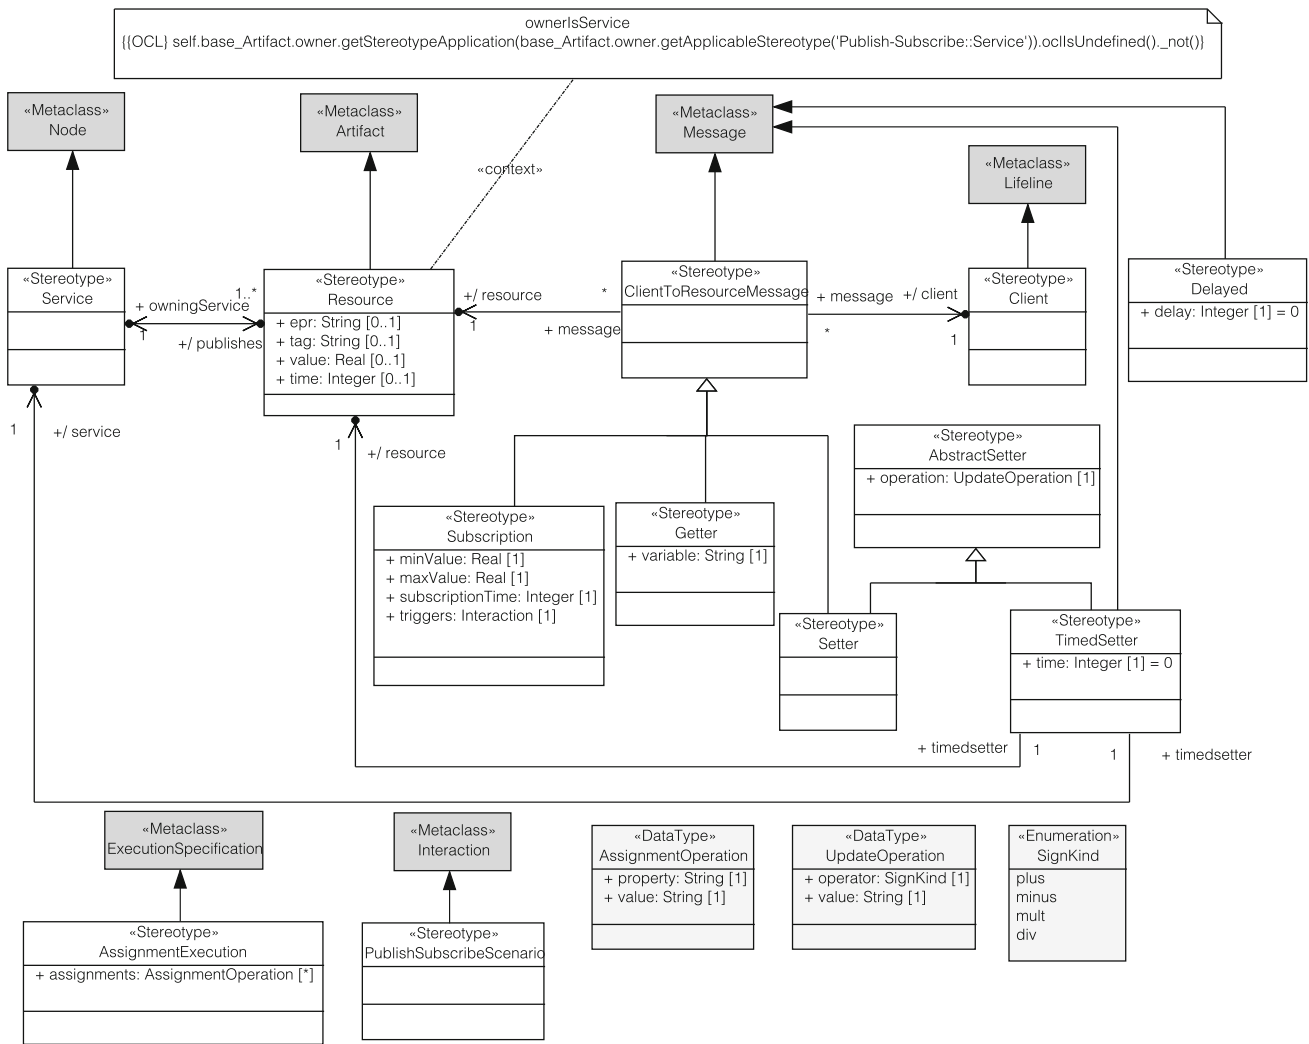 ownerIsService
{{OCL} self.base_Artifact.owner.getStereotypeApplication(base_Artifact.owner.getApplicableStereotype('Publish-Subscribe::Service')).oclIsUndefined()._not()}
«Metaclass»
Node
«Metaclass»
Artifact
«Metaclass»
Message
«context»
«Metaclass»
Lifeline
«Stereotype»
Service
+ owningService
1
1..*
+/ publishes
«Stereotype»
Resource
+ epr: String [0..1]
+ tag: String [0..1]
+ value: Real [0..1]
+ time: Integer [0..1]
+/ resource
1
*
+ message
«Stereotype»
ClientToResourceMessage
+ message
*
+/ client
1
«Stereotype»
Client
«Stereotype»
Delayed
+ delay: Integer [1] = 0
1
+/ service
1
+/ resource
«Stereotype»
AbstractSetter
+ operation: UpdateOperation [1]
«Stereotype»
Subscription
+ minValue: Real [1]
+ maxValue: Real [1]
+ subscriptionTime: Integer [1]
+ triggers: Interaction [1]
«Stereotype»
Getter
+ variable: String [1]
«Stereotype»
Setter
«Stereotype»
TimedSetter
+ time: Integer [1] = 0
+ timedsetter
1
1
+ timedsetter
«Metaclass»
ExecutionSpecification
«Metaclass»
Interaction
«Stereotype»
AssignmentExecution
+ assignments: AssignmentOperation [*]
«Stereotype»
PublishSubscribeScenario
«DataType»
AssignmentOperation
+ property: String [1]
+ value: String [1]
«DataType»
UpdateOperation
+ operator: SignKind [1]
+ value: String [1]
«Enumeration»
SignKind
plus
minus
mult
div